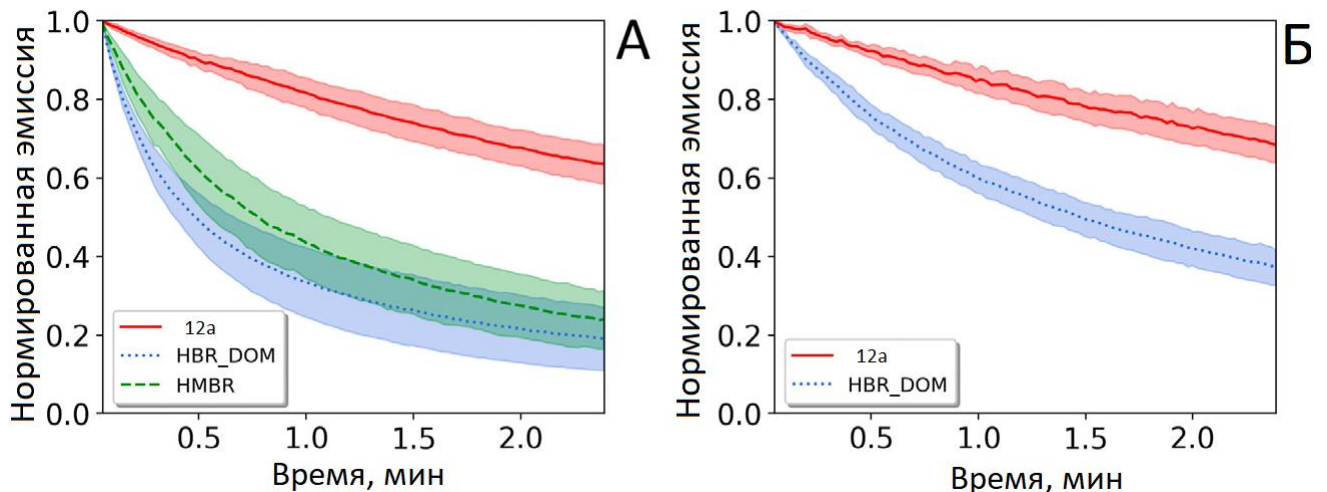 Нормированная эмиссия
1.0
0.8
0.6
0.4
0.2
0.0
А
12a
HBR_DOM
HMBR
0.5
1.0
1.5
2.0
Время, мин
Нормированная эмиссия
1.0
0.8
0.6
0.4
0.2
0.0
Б
12a
HBR_DOM
0.5
1.0
1.5
2.0
Время, мин